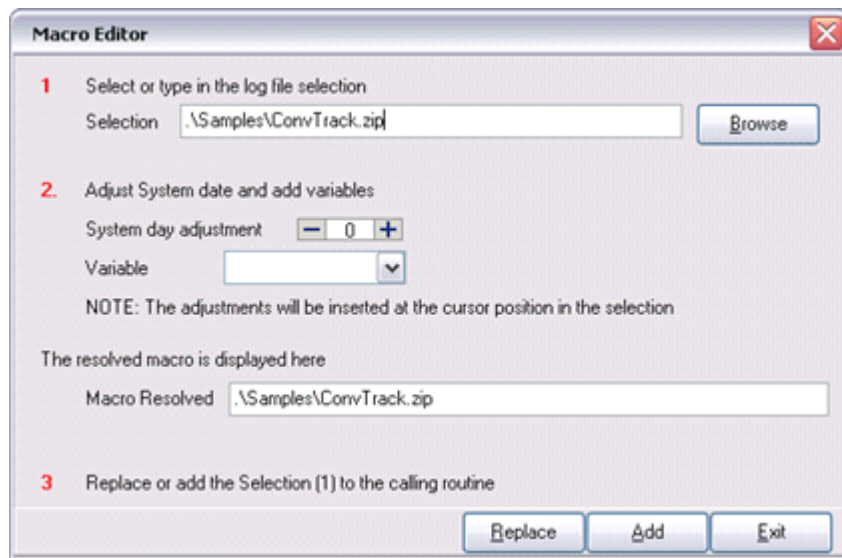 Macro Editor
1 Select or type in the log file selection
Selection .\Samples\ConvTrack.zip Browse
2. Adjust System date and add variables
System day adjustment − 0 +
Variable
NOTE: The adjustments will be inserted at the cursor position in the selection
The resolved macro is displayed here
Macro Resolved .\Samples\ConvTrack.zip
3 Replace or add the Selection (1) to the calling routine
Replace Add Exit